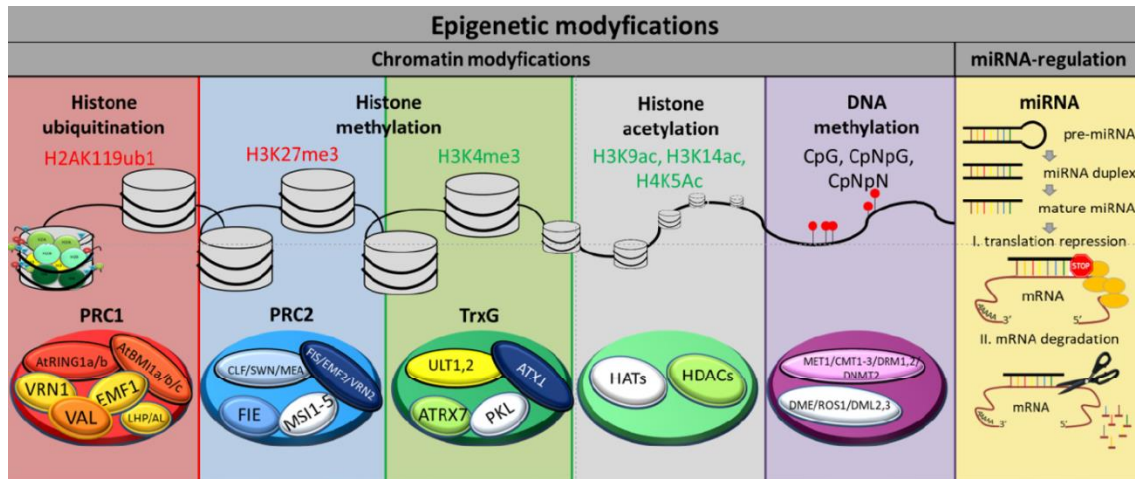 Epigenetic modyfications
Chromatin modyfications
miRNA-regulation
Histone
ubiquitination
H2AK119ub1
Histone
methylation
H3K27me3
H3K4me3
Histone
acetylation
H3K9ac, H3K14ac,
H4K5Ac
DNA
methylation
CpG, CpNpG,
CpNpN
miRNA
pre-miRNA
miRNA duplex
mature miRNA
I. translation repression
STOP
mRNA
AAAAA 3'
5'
II. mRNA degradation
mRNA
AAAAA 3'
5'
PRC1
AtRING1a/b
AtBMI1a/b/c
VRN1
EMF1
VAL
LHP/AL
PRC2
CLF/SWN/MEA
FIS/EMF2/VRN2
FIE
MSI1-5
TrxG
ULT1,2
ATX1
ATRX7
PKL
HATs
HDACs
MET1/CMT1-3/DRM1,2/
DNMT2
DME/ROS1/DML2,3